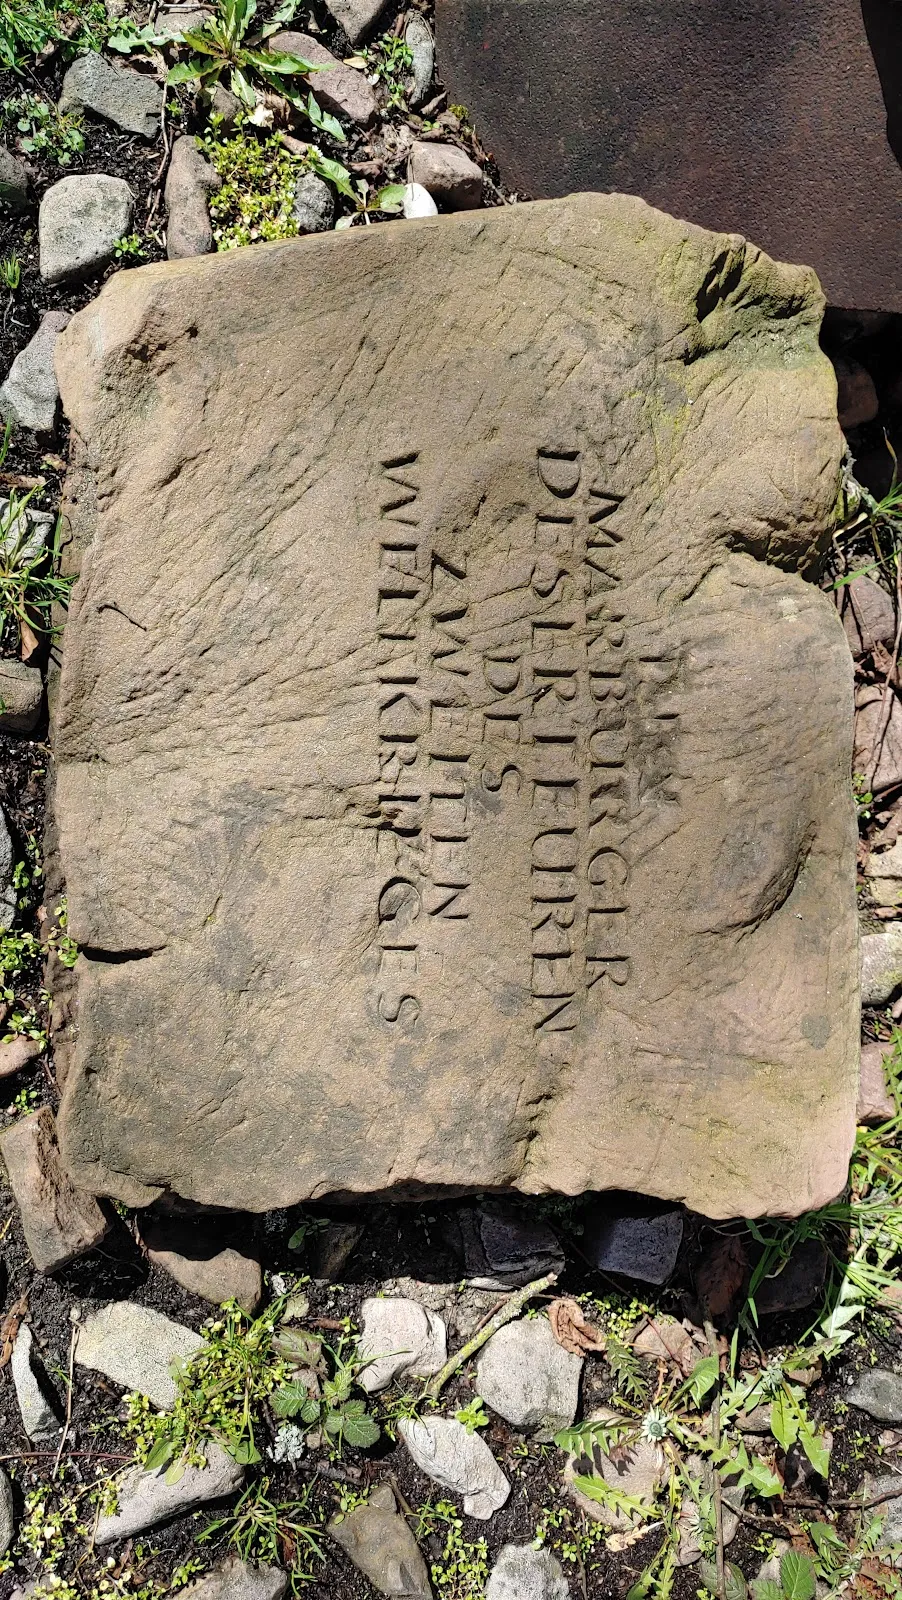 DEN
MARBURGER
DESERTEUREN
DES
ZWEITEN
WELTKRIEGES